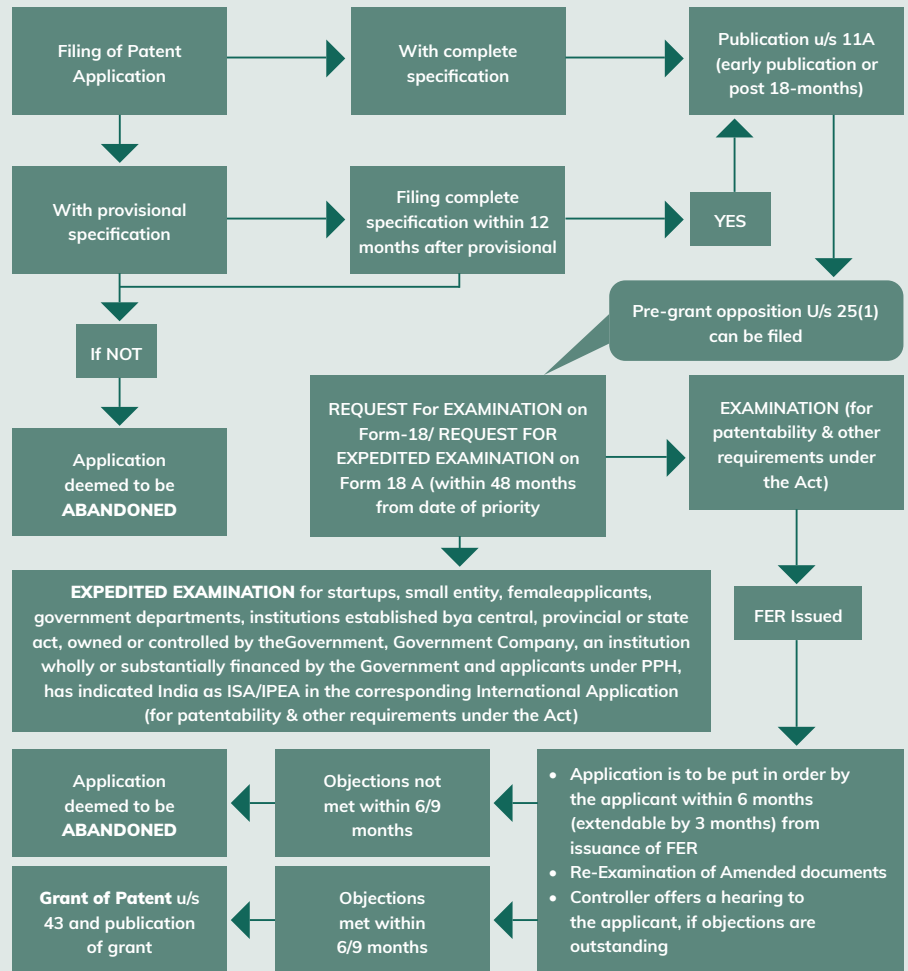 Filing of Patent
Application
With complete
specification
Publication u/s 11A
(early publication or
post 18-months)
With provisional
specification
Filing complete
specification within 12
months after provisional
YES
If NOT
Pre-grant opposition U/s 25(1)
can be filed
Application
deemed to be
ABANDONED
REQUEST For EXAMINATION on
Form-18/ REQUEST FOR
EXPEDITED EXAMINATION on
Form 18 A (within 48 months
from date of priority
EXAMINATION (for
patentability & other
requirements under
the Act)
EXPEDITED EXAMINATION for startups, small entity, femaleapplicants,
government departments, institutions established bya central, provincial or state
act, owned or controlled by theGovernment, Government Company, an institution
wholly or substantially financed by the Government and applicants under PPH,
has indicated India as ISA/IPEA in the corresponding International Application
(for patentability & other requirements under the Act)
FER Issued
Application
deemed to be
ABANDONED
Objections not
met within 6/9
months
• Application is to be put in order by
the applicant within 6 months
(extendable by 3 months) from
issuance of FER
• Re-Examination of Amended documents
• Controller offers a hearing to
the applicant, if objections are
outstanding
Grant of Patent u/s
43 and publication
of grant
Objections
met within
6/9 months